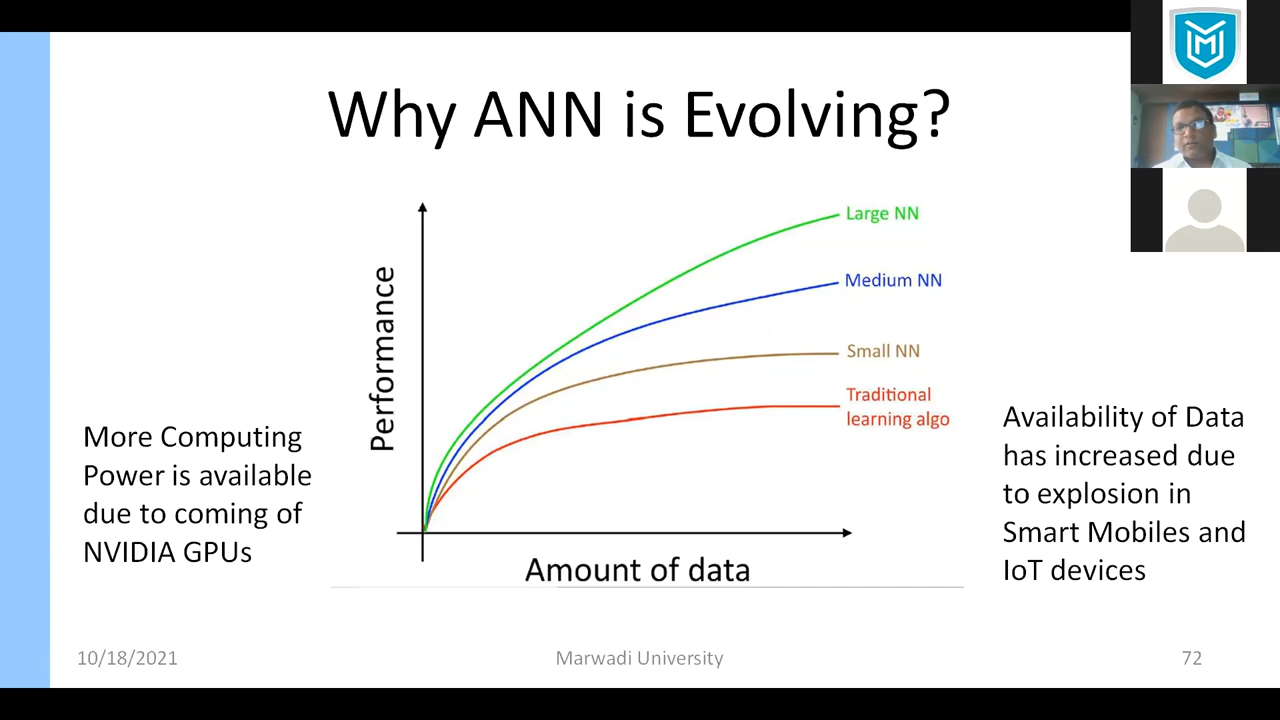 Why ANN is Evolving?
Large NN
Medium NN
Small NN
Traditional
learning algo
Performance
Amount of data
More Computing
Power is available
due to coming of
NVIDIA GPUs
Availability of Data
has increased due
to explosion in
Smart Mobiles and
IoT devices
10/18/2021
Marwadi University
72